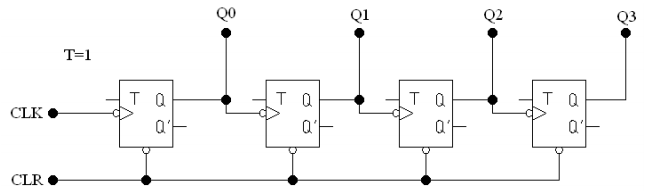 Q0 Q1 Q2 Q3
T=1
T Q T Q T Q T Q
CLK
Q' Q' Q' Q'
CLR